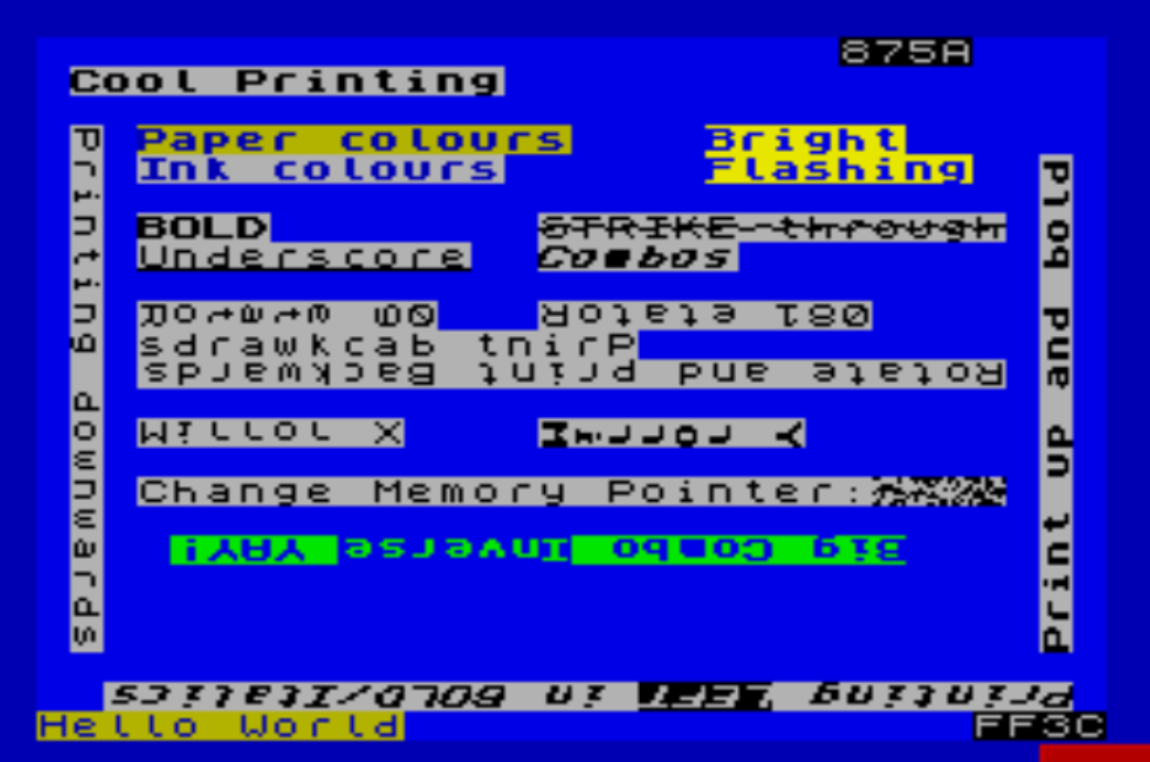 875A
Cool Printing
Printing downwards
Paper colours Bright
Ink colours Flashing
BOLD STRIKE-through
Underscore Combos
Rotate 90 Rotate 180
sdrawkcab tnirP
Rotate and Print Backwards
Mirror X Mirror Y
Change Memory Pointer:
Big Combo Inverse YAY!
Print up and bold
Printing LEFT in BOLD/Italics
Hello World FF3C